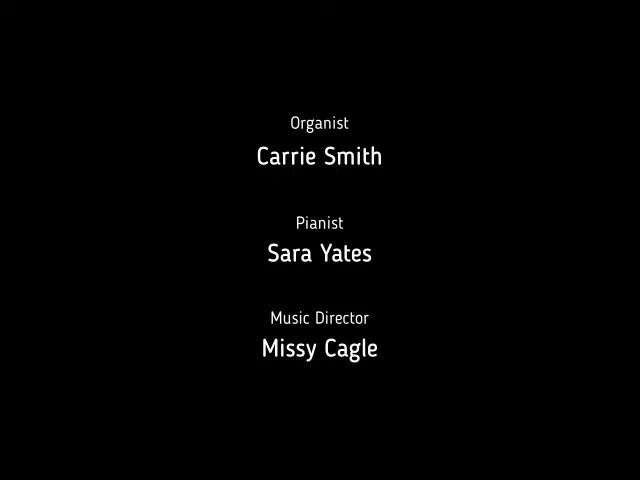 Organist
Carrie Smith
Pianist
Sara Yates
Music Director
Missy Cagle